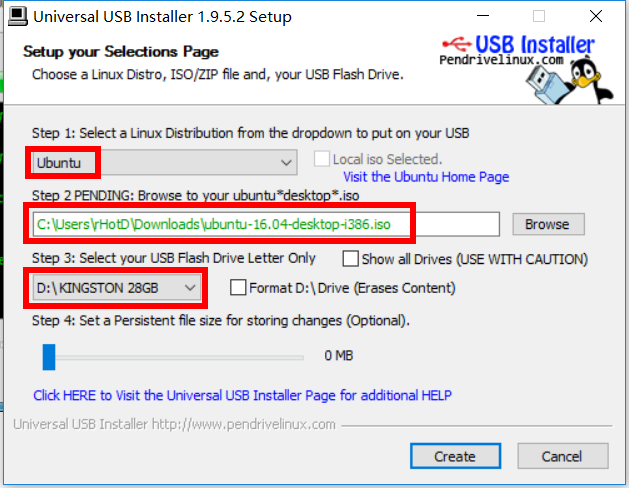 Universal USB Installer 1.9.5.2 Setup
Setup your Selections Page
Choose a Linux Distro, ISO/ZIP file and, your USB Flash Drive.
USB Installer
Pendrivelinux.com
Step 1: Select a Linux Distribution from the dropdown to put on your USB
Ubuntu
Local iso Selected.
Visit the Ubuntu Home Page
Step 2 PENDING: Browse to your ubuntu*desktop*.iso
C:\Users\rHotD\Downloads\ubuntu-16.04-desktop-i386.iso
Browse
Step 3: Select your USB Flash Drive Letter Only
Show all Drives (USE WITH CAUTION)
D:\ KINGSTON 28GB
Format D:\ Drive (Erases Content)
Step 4: Set a Persistent file size for storing changes (Optional).
0 MB
Click HERE to Visit the Universal USB Installer Page for additional HELP
Universal USB Installer http://www.pendrivelinux.com
Create
Cancel